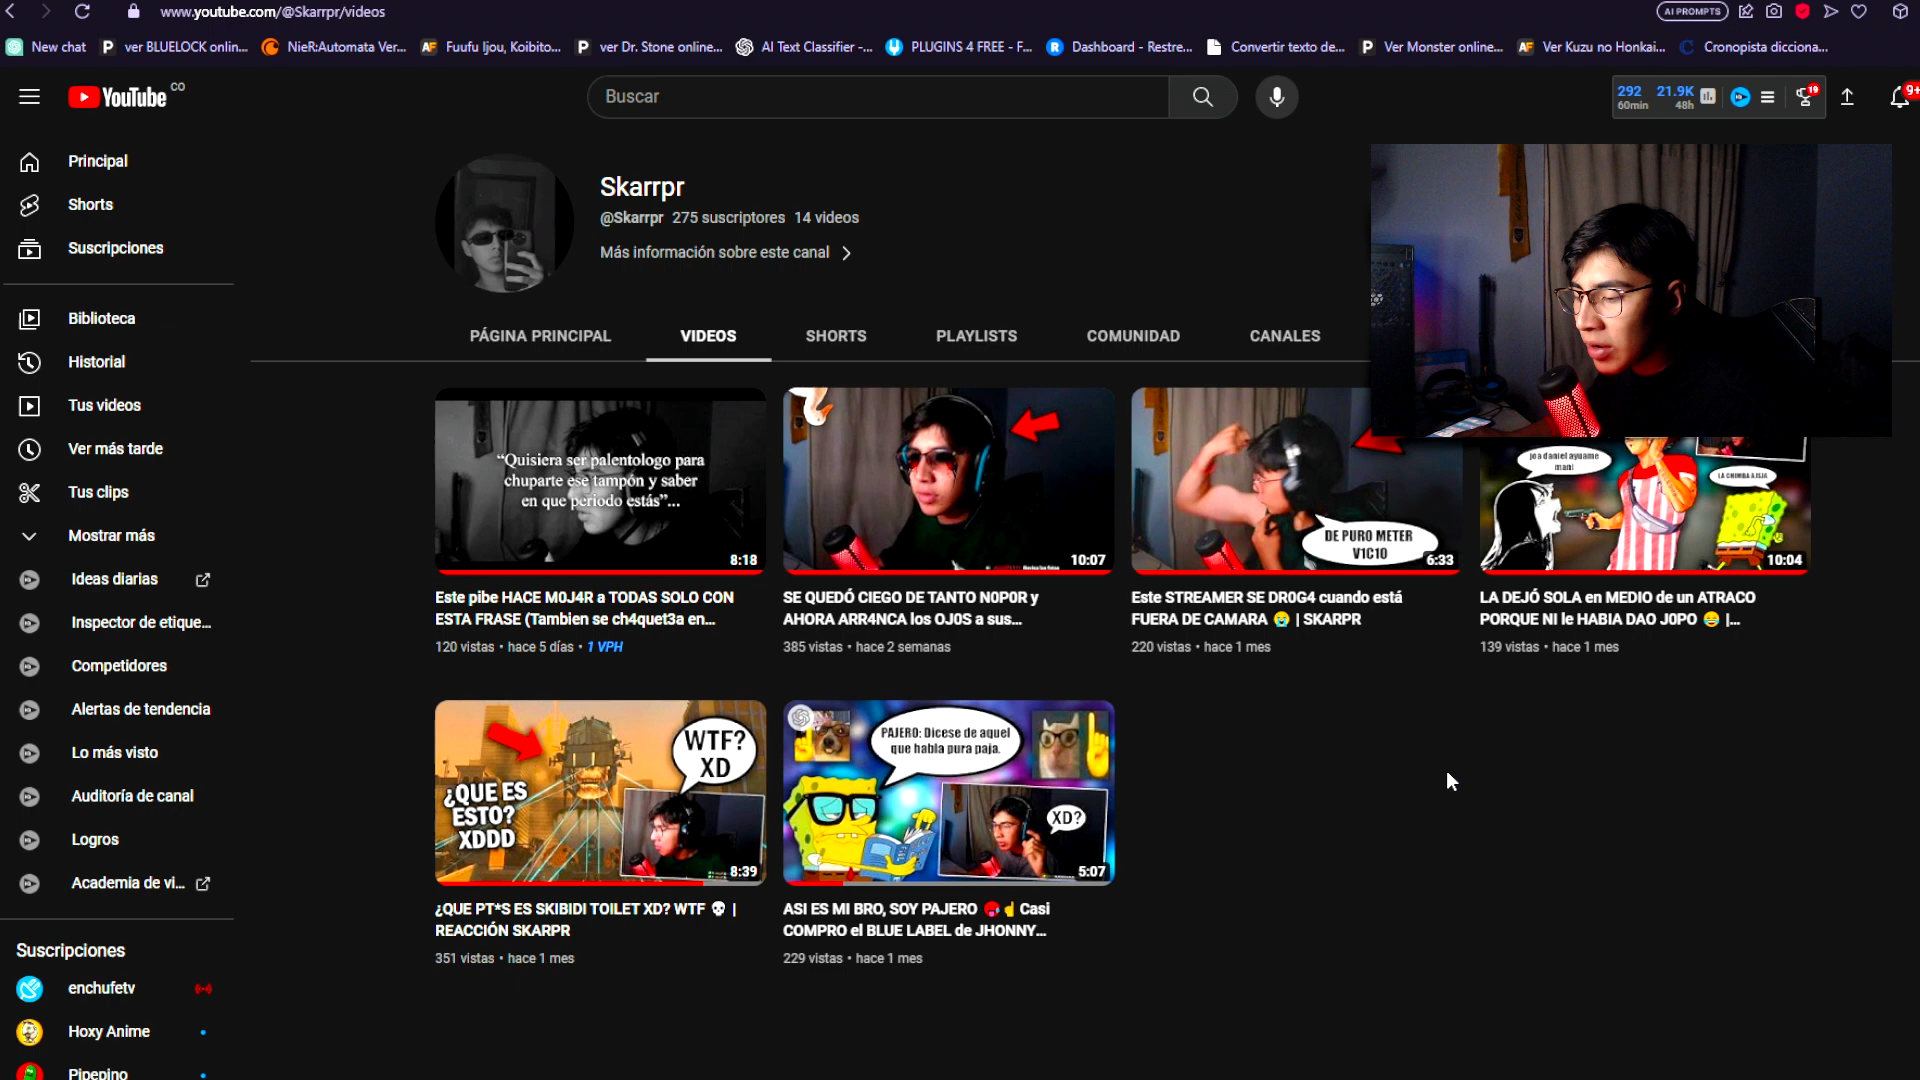 www.youtube.com/@Skarrpr/videos
AI PROMPTS
New chat
ver BLUELOCK onlin...
NieR:Automata Ver...
Fuufu Ijou, Koibito...
ver Dr. Stone online...
AI Text Classifier -...
PLUGINS 4 FREE - F...
Dashboard - Restre...
Convertir texto de...
Ver Monster online...
Ver Kuzu no Honkai...
Cronopista dicciona...
YouTube CO
Buscar
292 21.9K
60min 48h
19
9+
Principal
Shorts
Suscripciones
Biblioteca
Historial
Tus videos
Ver más tarde
Tus clips
Mostrar más
Ideas diarias
Inspector de etique...
Competidores
Alertas de tendencia
Lo más visto
Auditoría de canal
Logros
Academia de vi...
Suscripciones
enchufetv
Hoxy Anime
Pipepino
Skarrpr
@Skarrpr 275 suscriptores 14 videos
Más información sobre este canal
PÁGINA PRINCIPAL
VIDEOS
SHORTS
PLAYLISTS
COMUNIDAD
CANALES
“Quisiera ser palentologo para
chuparte ese tampón y saber
en que periodo estás”...
8:18
Este pibe HACE M0J4R a TODAS SOLO CON
ESTA FRASE (Tambien se ch4quet3a en...
120 vistas • hace 5 días • 1 VPH
10:07
SE QUEDÓ CIEGO DE TANTO N0P0R y
AHORA ARR4NCA los OJ0S a sus...
385 vistas • hace 2 semanas
DE PURO METER
V1C10
6:33
Este STREAMER SE DR0G4 cuando está
FUERA DE CAMARA 😭 | SKARPR
220 vistas • hace 1 mes
joa daniel ayuame
mani
LA CHIMBA AJSJA
10:04
LA DEJÓ SOLA en MEDIO de un ATRACO
PORQUE NI le HABIA DAO J0PO 😂 |...
139 vistas • hace 1 mes
WTF?
XD
¿QUE ES
ESTO?
XDDD
8:39
¿QUE PT*S ES SKIBIDI TOILET XD? WTF 💀 |
REACCIÓN SKARPR
351 vistas • hace 1 mes
PAJERO: Dicese de aquel
que habla pura paja.
XD?
5:07
ASI ES MI BRO, SOY PAJERO 🥵☝ Casi
COMPRO el BLUE LABEL de JHONNY...
229 vistas • hace 1 mes